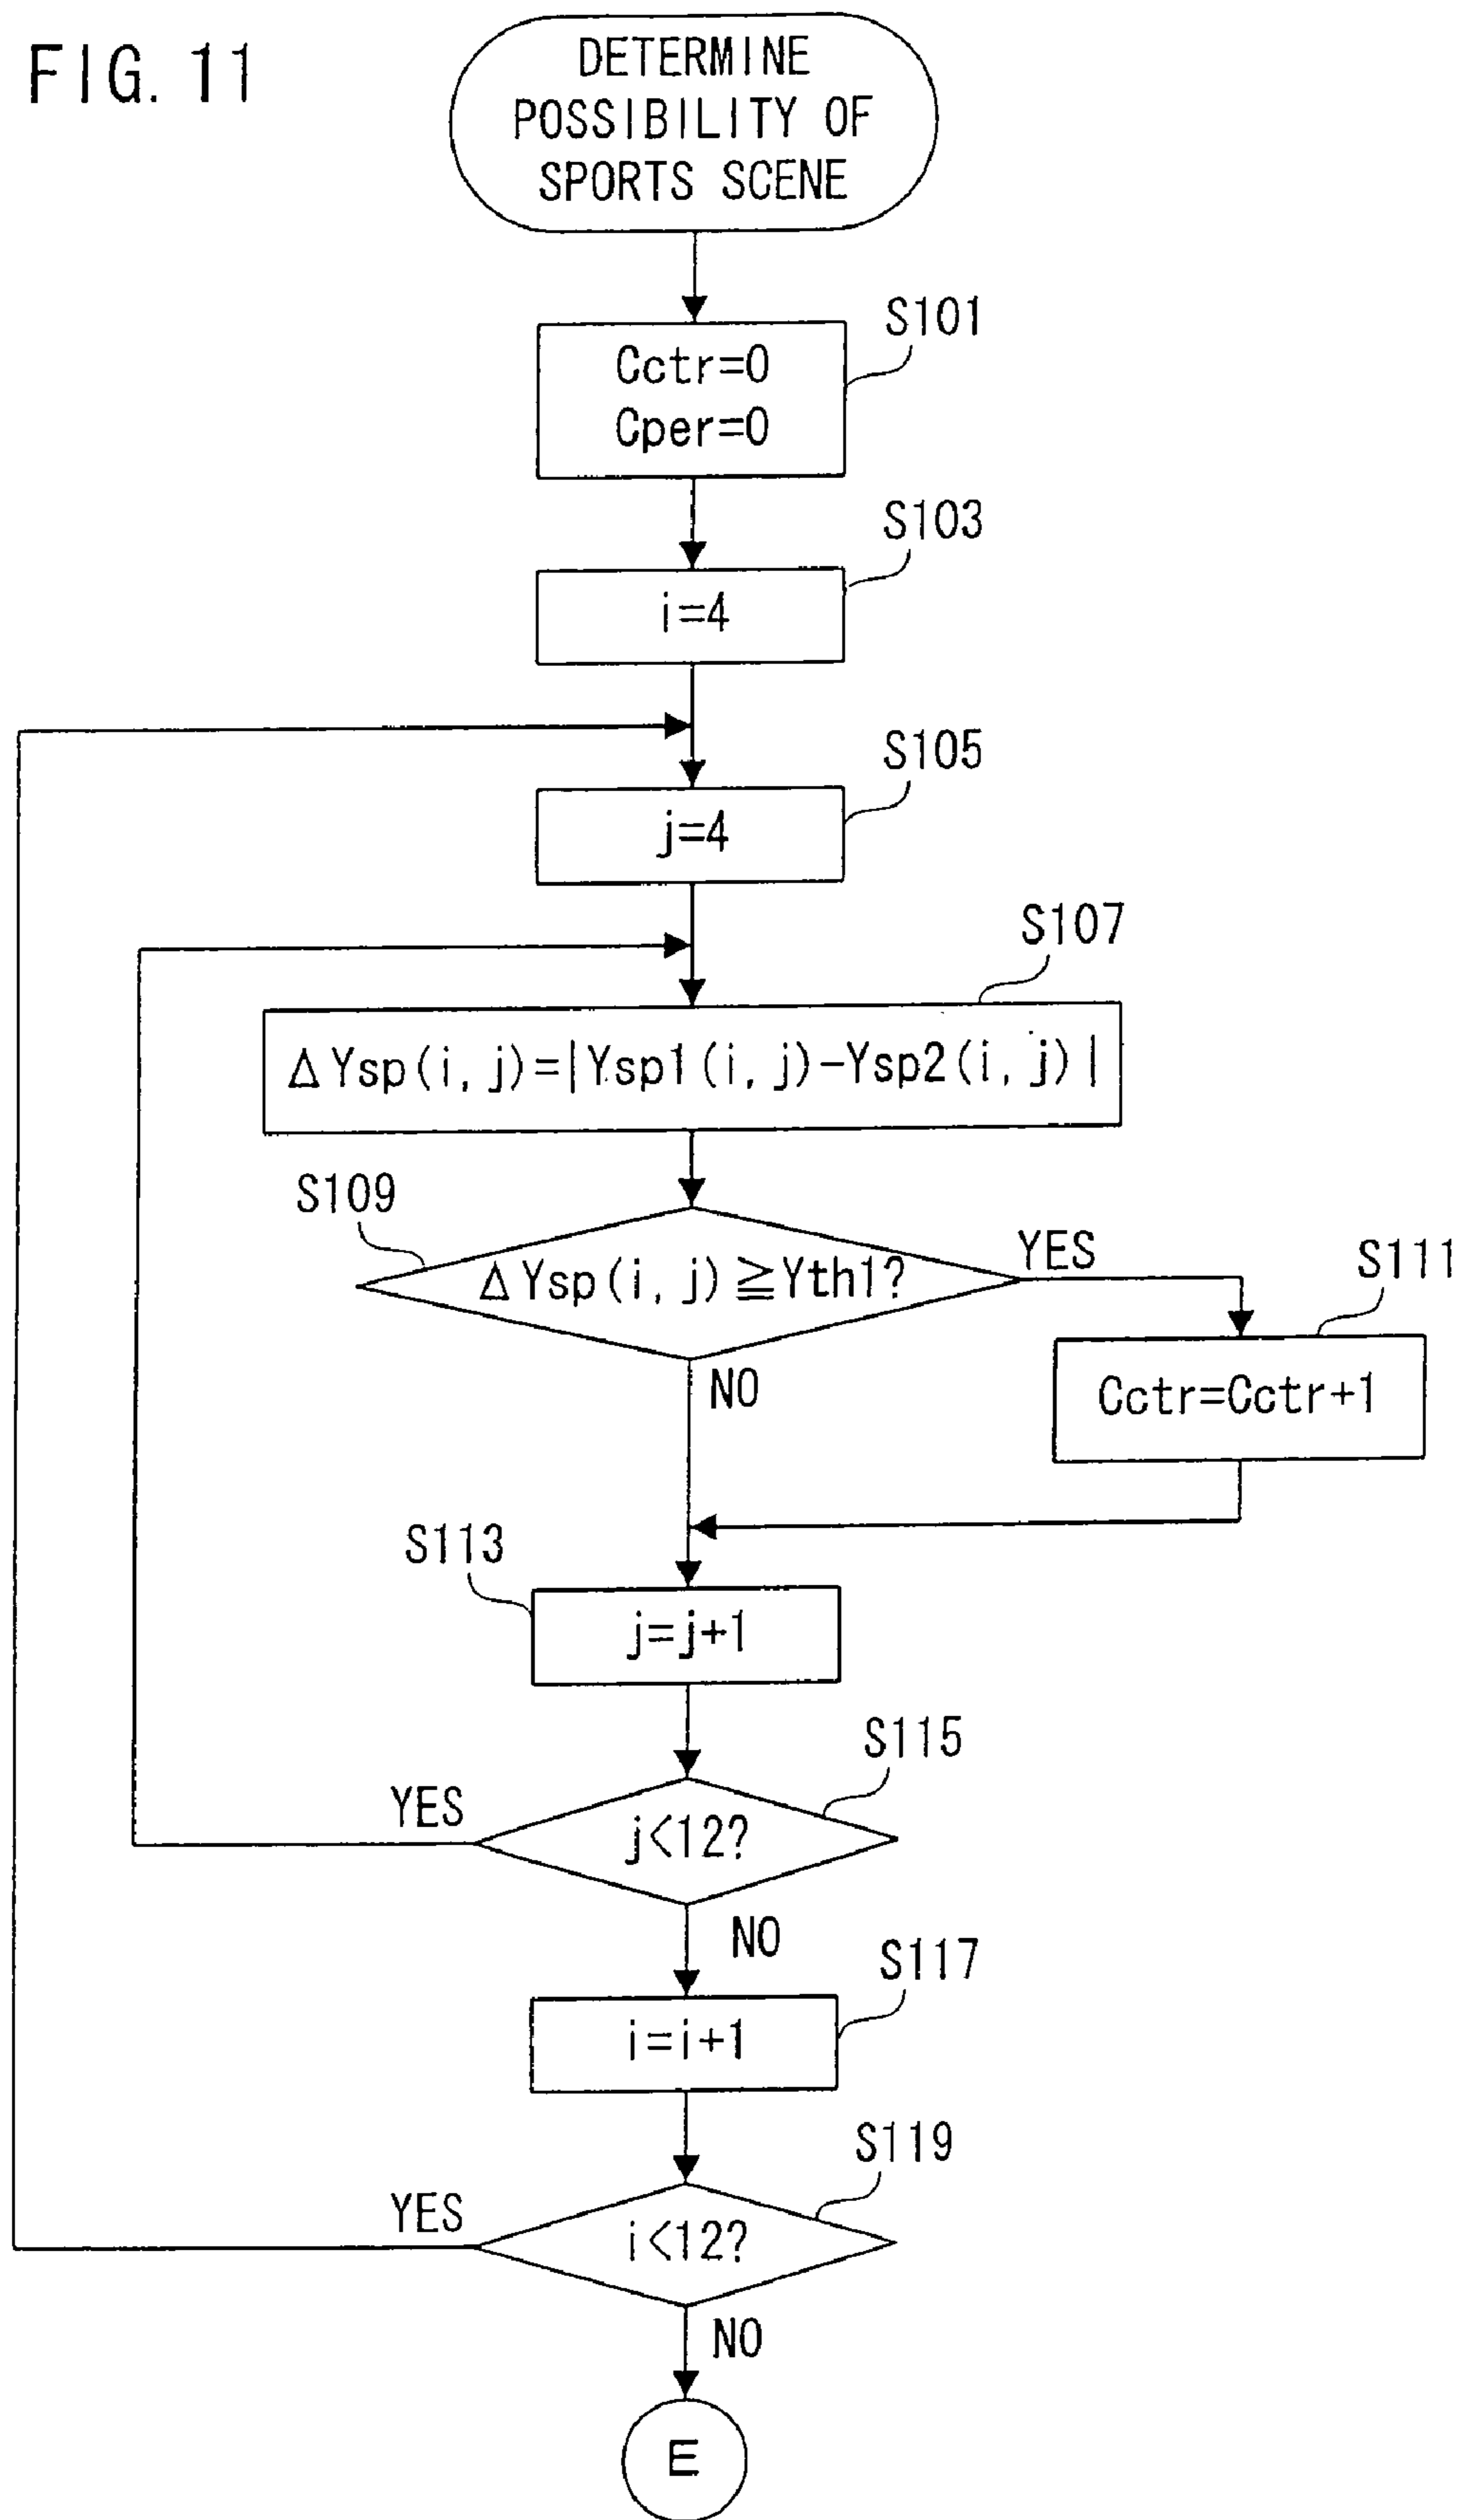 FIG. 11
DETERMINE
POSSIBILITY OF
SPORTS SCENE
S101
Cctr=0
Cper=0
S103
i=4
S105
j=4
S107
ΔYsp(i, j)=|Ysp1(i, j)-Ysp2(i, j)|
S109
ΔYsp(i, j)≧Yth1?
YES
S111
NO
Cctr=Cctr+1
S113
j=j+1
S115
YES
j<12?
NO
S117
i=i+1
S119
YES
i<12?
NO
E